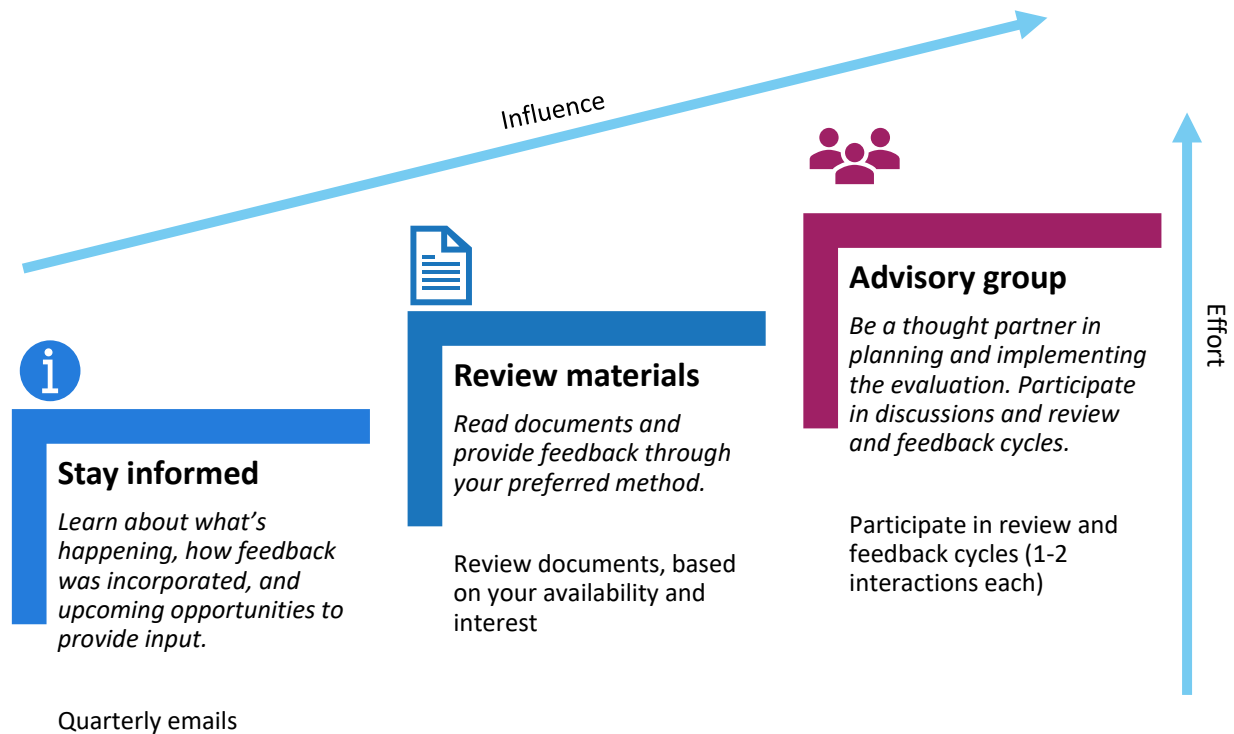 Influence
Effort
Stay informed
Learn about what’s
happening, how feedback
was incorporated, and
upcoming opportunities to
provide input.
Quarterly emails
Review materials
Read documents and
provide feedback through
your preferred method.
Review documents, based
on your availability and
interest
Advisory group
Be a thought partner in
planning and implementing
the evaluation. Participate
in discussions and review
and feedback cycles.
Participate in review and
feedback cycles (1-2
interactions each)